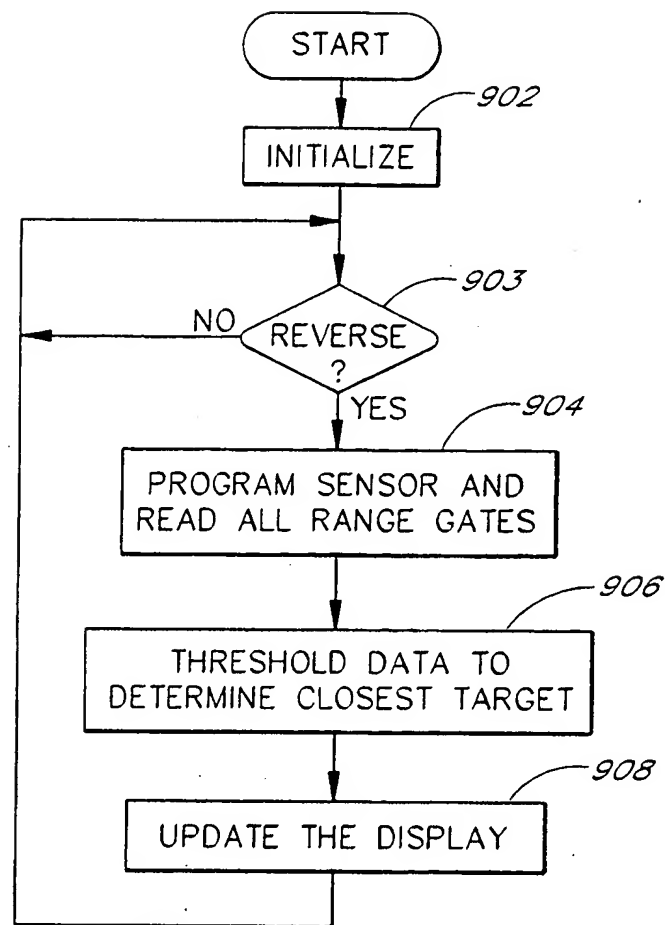 START
902
INITIALIZE
903
NO
REVERSE
?
YES
904
PROGRAM SENSOR AND
READ ALL RANGE GATES
906
THRESHOLD DATA TO
DETERMINE CLOSEST TARGET
908
UPDATE THE DISPLAY